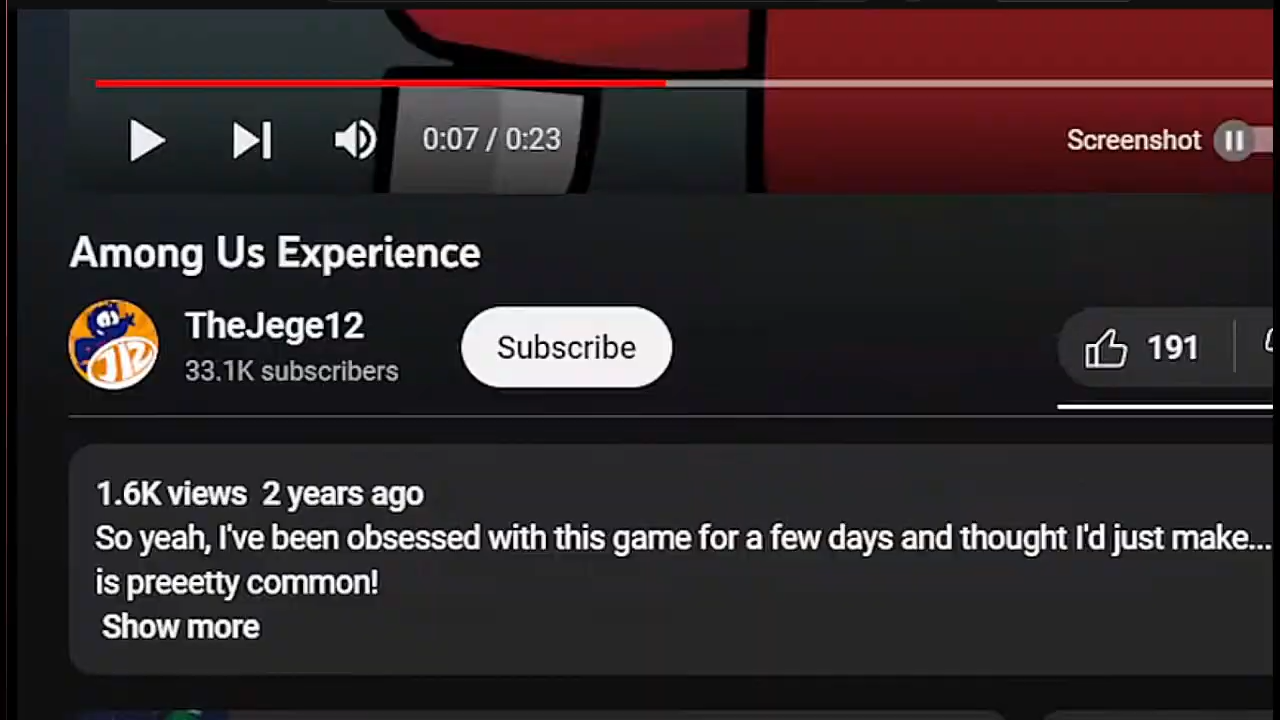 0:07 / 0:23
Screenshot
Among Us Experience
TheJege12
33.1K subscribers
Subscribe
191
1.6K views 2 years ago
So yeah, I've been obsessed with this game for a few days and thought I'd just make...
is preeetty common!
Show more